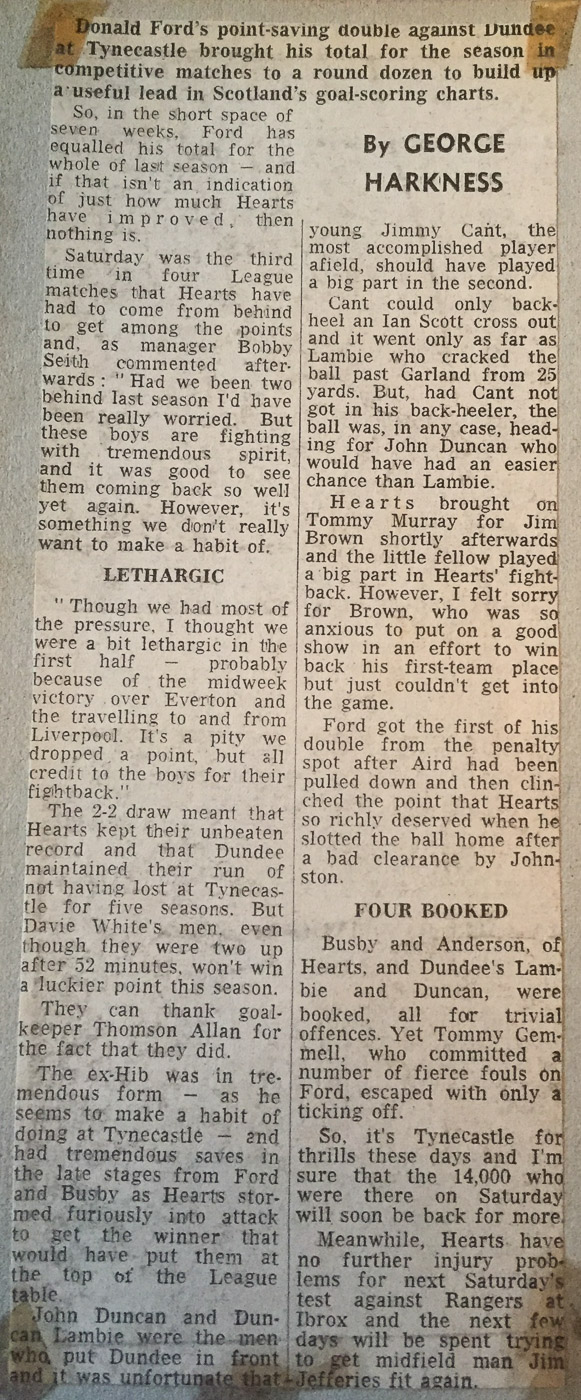 Donald Ford's point-saving double against Dundee
at Tynecastle brought his total for the season in
competitive matches to a round dozen to build up
a useful lead in Scotland's goal-scoring charts.
So, in the short space of
seven weeks, Ford has
equalled his total for the
whole of last season — and
if that isn't an indication
of just how much Hearts
have improved, then
nothing is.
Saturday was the third
time in four League
matches that Hearts have
had to come from behind
to get among the points
and, as manager Bobby
Seith commented after-
wards : " Had we been two
behind last season I'd have
been really worried. But
these boys are fighting
with tremendous spirit,
and it was good to see
them coming back so well
yet again. However, it's
something we don't really
want to make a habit of.
LETHARGIC
" Though we had most of
the pressure, I thought we
were a bit lethargic in the
first half — probably
because of the midweek
victory over Everton and
the travelling to and from
Liverpool. It's a pity we
dropped a point, but all
credit to the boys for their
fightback."
The 2-2 draw meant that
Hearts kept their unbeaten
record and that Dundee
maintained their run of
not having lost at Tynecas-
tle for five seasons. But
Davie White's men, even
though they were two up
after 52 minutes, won't win
a luckier point this season.
They can thank goal-
keeper Thomson Allan for
the fact that they did.
The ex-Hib was in tre-
mendous form — as he
seems to make a habit of
doing at Tynecastle — and
had tremendous saves in
the late stages from Ford
and Busby as Hearts stor-
med furiously into attack
to get the winner that
would have put them at
the top of the League
table.
John Duncan and Dun-
can Lambie were the men
who put Dundee in front
and it was unfortunate that
By GEORGE
HARKNESS
young Jimmy Cant, the
most accomplished player
afield, should have played
a big part in the second.
Cant could only back-
heel an Ian Scott cross out
and it went only as far as
Lambie who cracked the
ball past Garland from 25
yards. But, had Cant not
got in his back-heeler, the
ball was, in any case, head-
ing for John Duncan who
would have had an easier
chance than Lambie.
Hearts brought on
Tommy Murray for Jim
Brown shortly afterwards
and the little fellow played
a big part in Hearts' fight-
back. However, I felt sorry
for Brown, who was so
anxious to put on a good
show in an effort to win
back his first-team place
but just couldn't get into
the game.
Ford got the first of his
double from the penalty
spot after Aird had been
pulled down and then clin-
ched the point that Hearts
so richly deserved when he
slotted the ball home after
a bad clearance by John-
ston.
FOUR BOOKED
Busby and Anderson, of
Hearts, and Dundee's Lam-
bie and Duncan, were
booked, all for trivial
offences. Yet Tommy Gem-
mell, who committed a
number of fierce fouls on
Ford, escaped with only a
ticking off.
So, it's Tynecastle for
thrills these days and I'm
sure that the 14,000 who
were there on Saturday
will soon be back for more.
Meanwhile, Hearts have
no further injury prob-
lems for next Saturday's
test against Rangers at
Ibrox and the next few
days will be spent trying
to get midfield man Jim
Jefferies fit again.